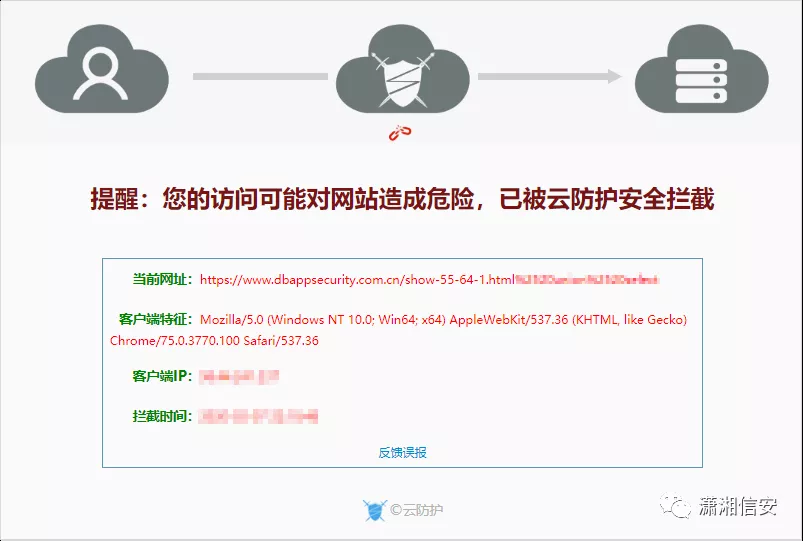 提醒：您的访问可能对网站造成危险，已被云防护安全拦截
当前网址：https://www.dbappsecurity.com.cn/show-55-64-1.html
客户端特征：Mozilla/5.0 (Windows NT 10.0; Win64; x64) AppleWebKit/537.36 (KHTML, like Gecko)
Chrome/75.0.3770.100 Safari/537.36
客户端IP：
拦截时间：
反馈误报
©云防护
潇湘信安